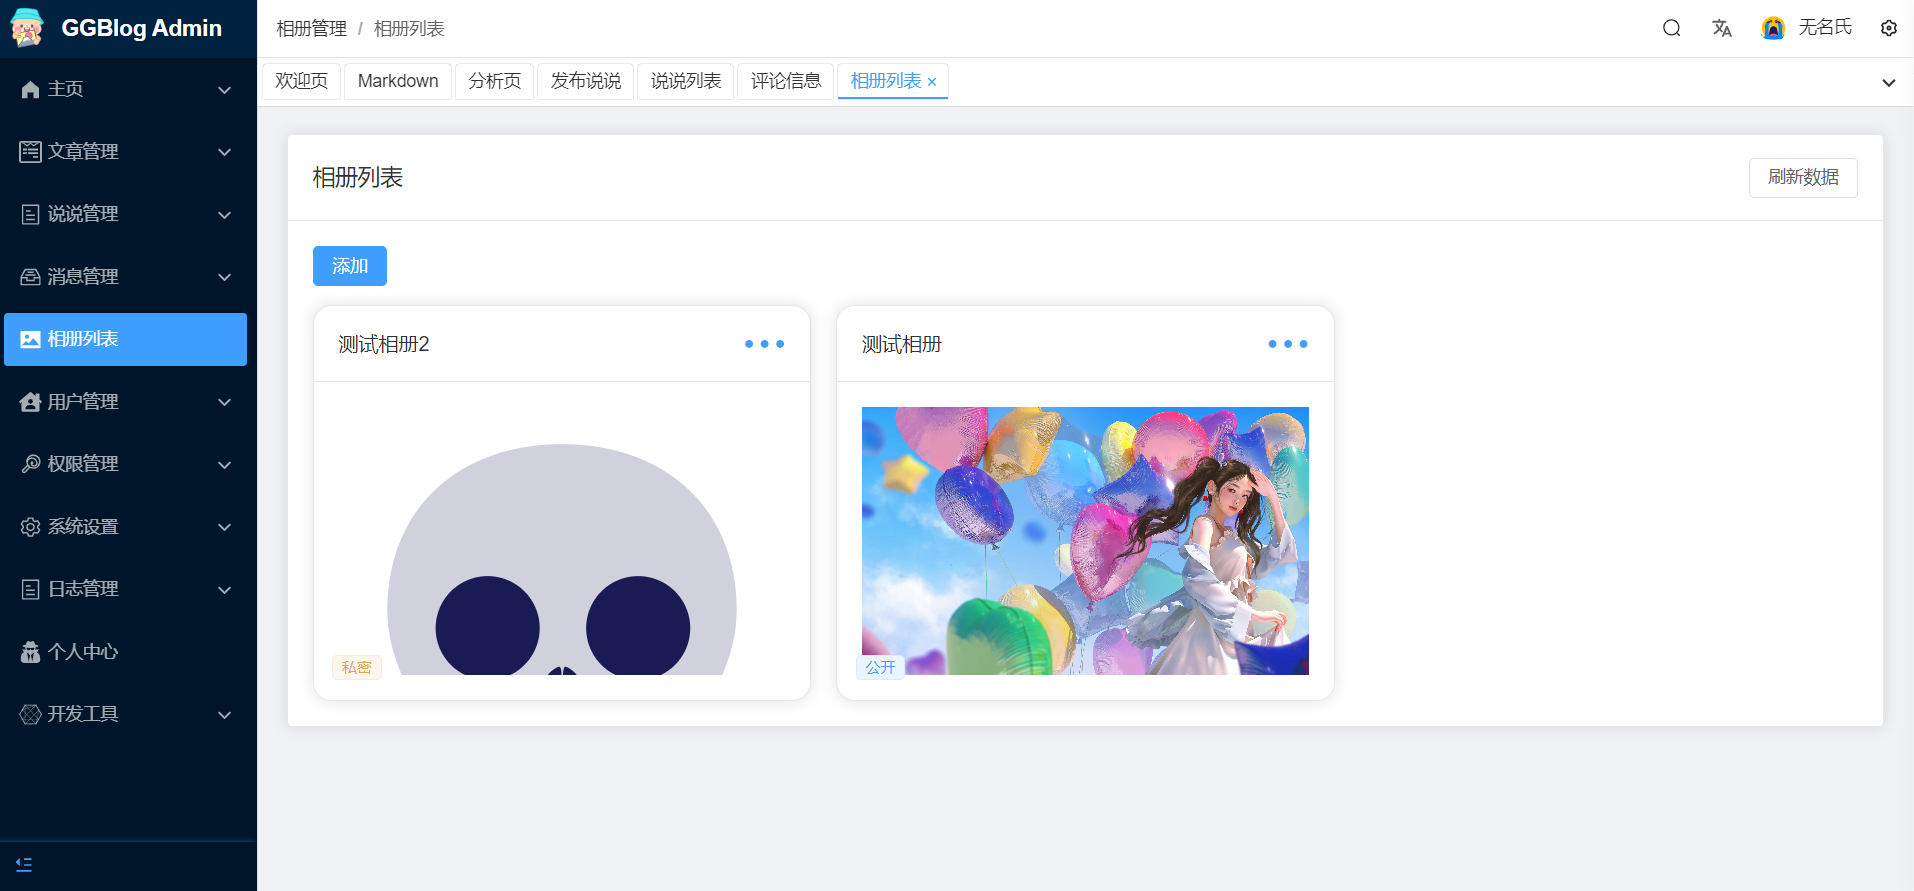 GGBlog Admin
主页
文章管理
说说管理
消息管理
相册列表
用户管理
权限管理
系统设置
日志管理
个人中心
开发工具
相册管理 / 相册列表
无名氏
欢迎页 Markdown 分析页 发布说说 说说列表 评论信息 相册列表 ×
相册列表
刷新数据
添加
测试相册2
私密
测试相册
公开